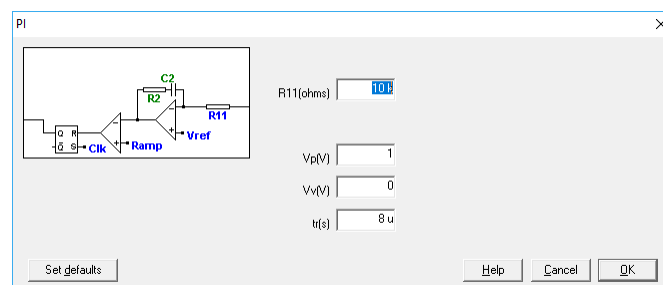 PI
C2
R2
R11
Vref
Ramp
Q R
Q S
Clk
R11(ohms) 10 k
Vp(V) 1
Vv(V) 0
tr(s) 8 u
Set defaults
Help
Cancel
OK